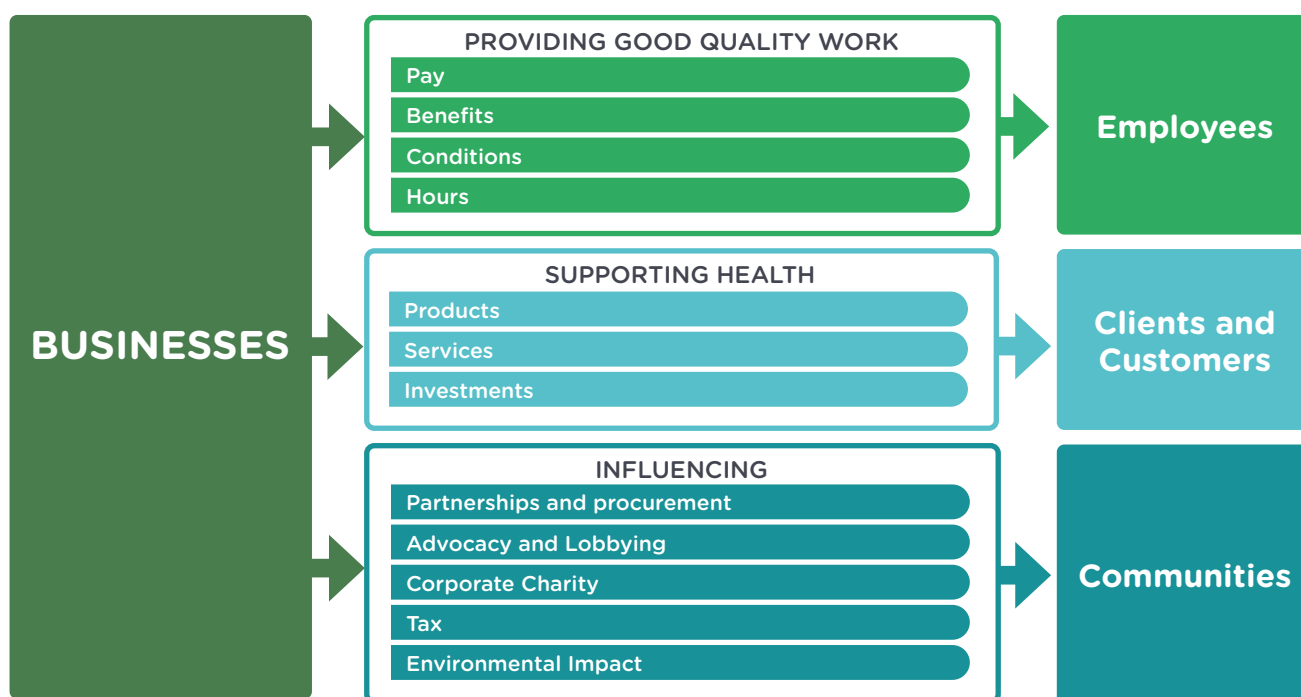 BUSINESSES
PROVIDING GOOD QUALITY WORK
Pay
Benefits
Conditions
Hours
Employees
SUPPORTING HEALTH
Products
Services
Investments
Clients and
Customers
INFLUENCING
Partnerships and procurement
Advocacy and Lobbying
Corporate Charity
Tax
Environmental Impact
Communities